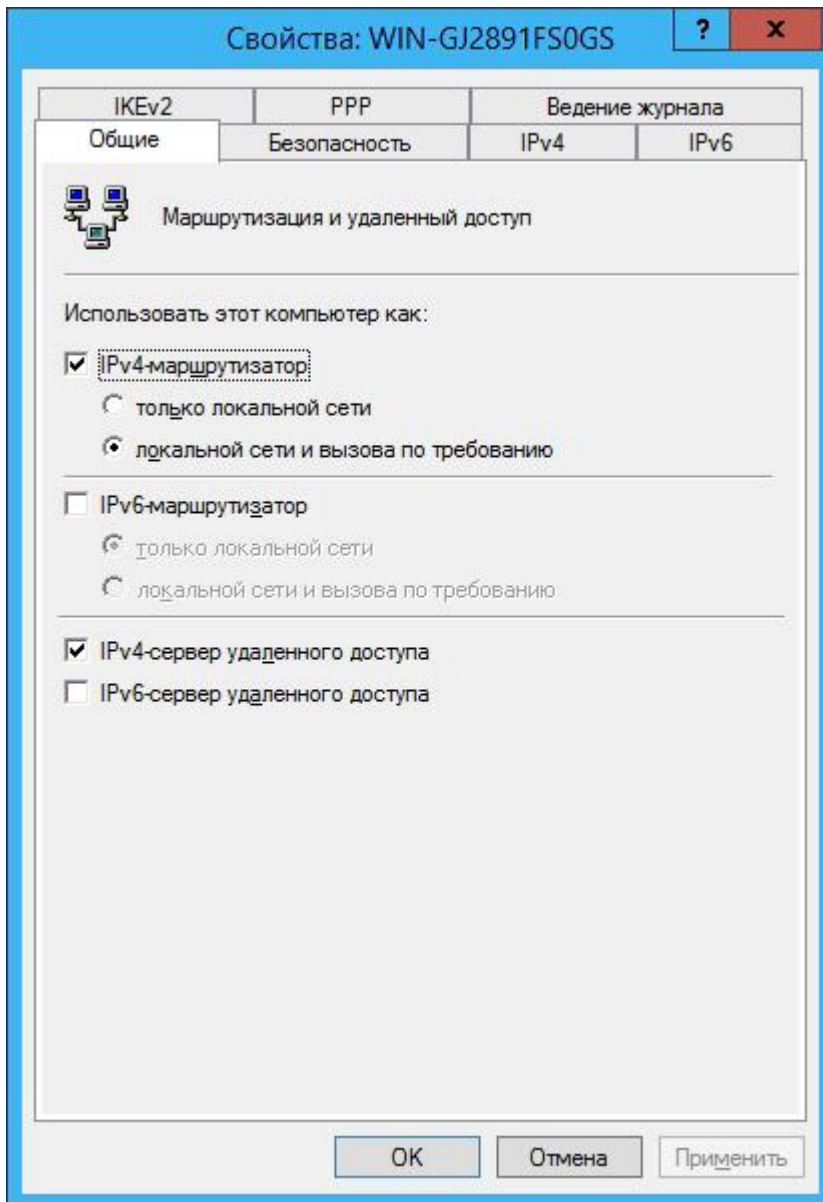 Свойства: WIN-GJ2891FS0GS
?
x
IKEv2 PPP Ведение журнала
Общие Безопасность IPv4 IPv6
Маршрутизация и удаленный доступ
Использовать этот компьютер как:
IPv4-маршрутизатор
только локальной сети
локальной сети и вызова по требованию
IPv6-маршрутизатор
только локальной сети
локальной сети и вызова по требованию
IPv4-сервер удаленного доступа
IPv6-сервер удаленного доступа
OK Отмена Применить